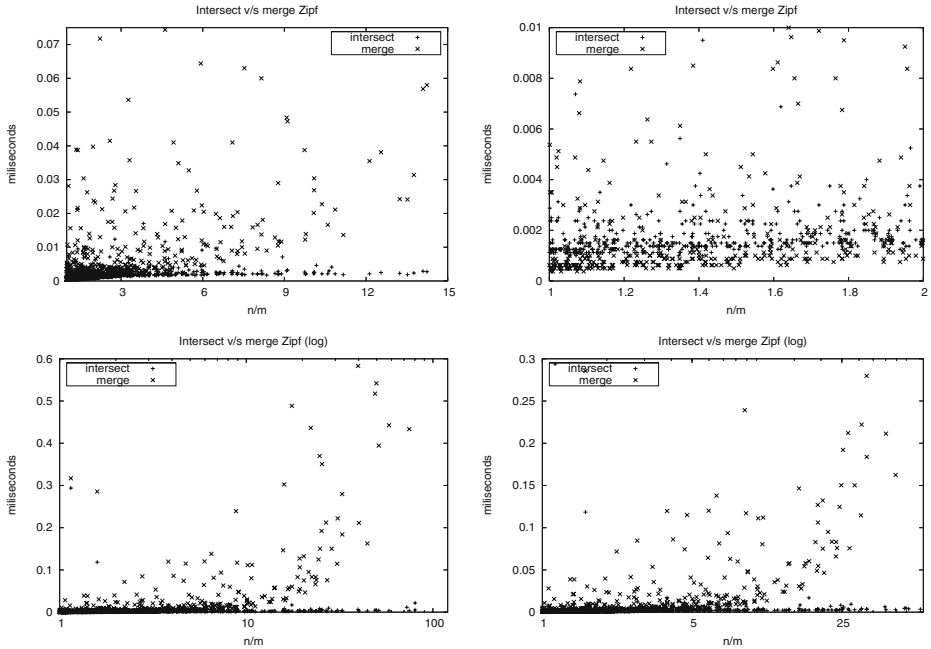 Intersect v/s merge Zipf
intersect
merge
0.07
0.06
0.05
0.04
0.03
0.02
0.01
0
3
6
9
12
15
miliseconds
n/m
Intersect v/s merge Zipf
intersect
merge
0.01
0.008
0.006
0.004
0.002
0
1
1.2
1.4
1.6
1.8
2
miliseconds
n/m
Intersect v/s merge Zipf (log)
intersect
merge
0.6
0.5
0.4
0.3
0.2
0.1
0
1
10
100
miliseconds
n/m
Intersect v/s merge Zipf (log)
intersect
merge
0.3
0.25
0.2
0.15
0.1
0.05
0
1
5
25
miliseconds
n/m